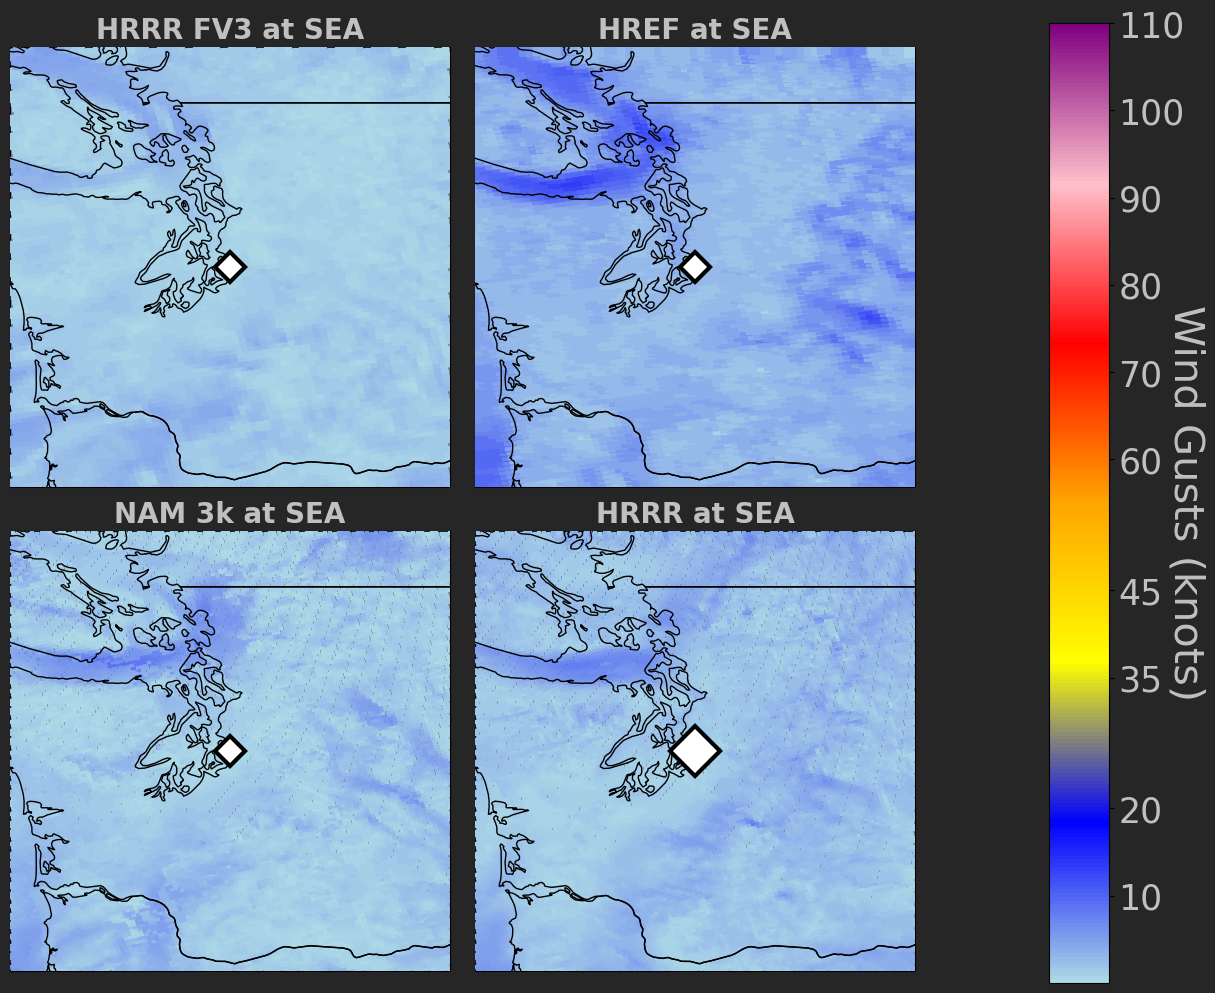 HRRR FV3 at SEA
HREF at SEA
NAM 3k at SEA
HRRR at SEA
110
100
90
80
70
60
45
35
20
10
Wind Gusts (knots)